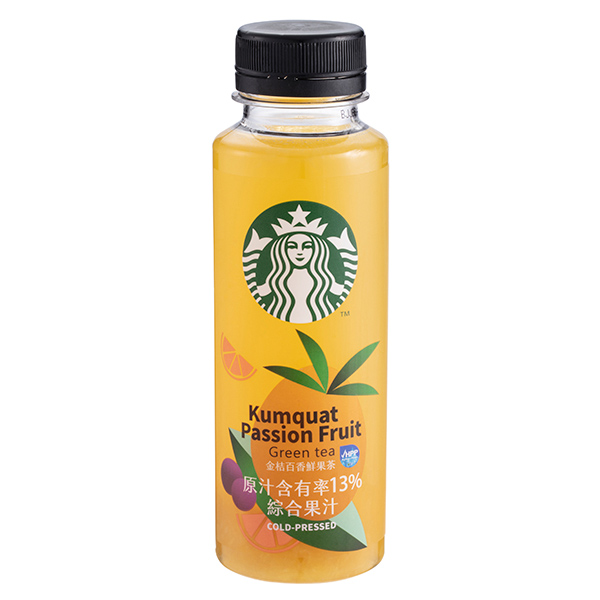 TM
Kumquat
Passion Fruit
Green tea
HPP
金桔百香鮮果茶
原汁含有率13%
綜合果汁
COLD-PRESSED